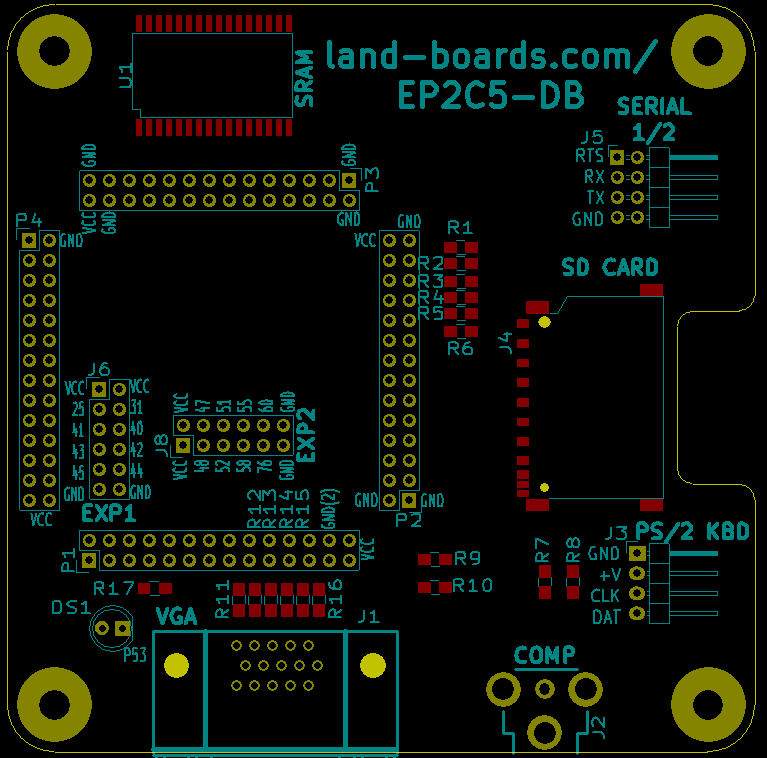 land-boards.com/
EP2C5-DB
U1
SRAM
SERIAL
1/2
J5
RTS
RX
TX
GND
GND
GND
P3
VCC
GND
GND
P4
GND
VCC
GND
R1
R2
R3
R4
R5
R6
SD CARD
J4
J6
VCC
VCC
25
31
41
40
43
42
45
44
GND
GND
EXP1
VCC
47
51
55
60
GND
J8
EXP2
VCC
48
52
58
76
GND
GND
GND
P2
VCC
R12
R13
R14
R15
GND(2)
VCC
P1
R9
R10
R7
R8
J3
PS/2 KBD
GND
+V
CLK
DAT
R17
R11
R16
DS1
P53
VGA
J1
COMP
J2